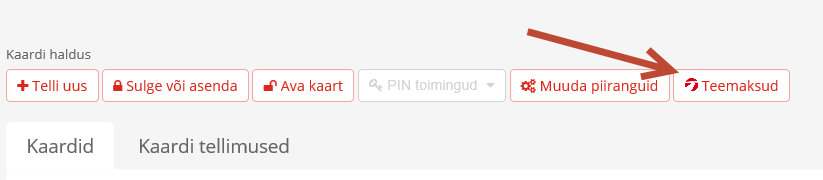 Kaardi haldus
Telli uus Sulge või asenda Ava kaart PIN toimingud Muuda piiranguid Teemaksud
Kaardid Kaardi tellimused